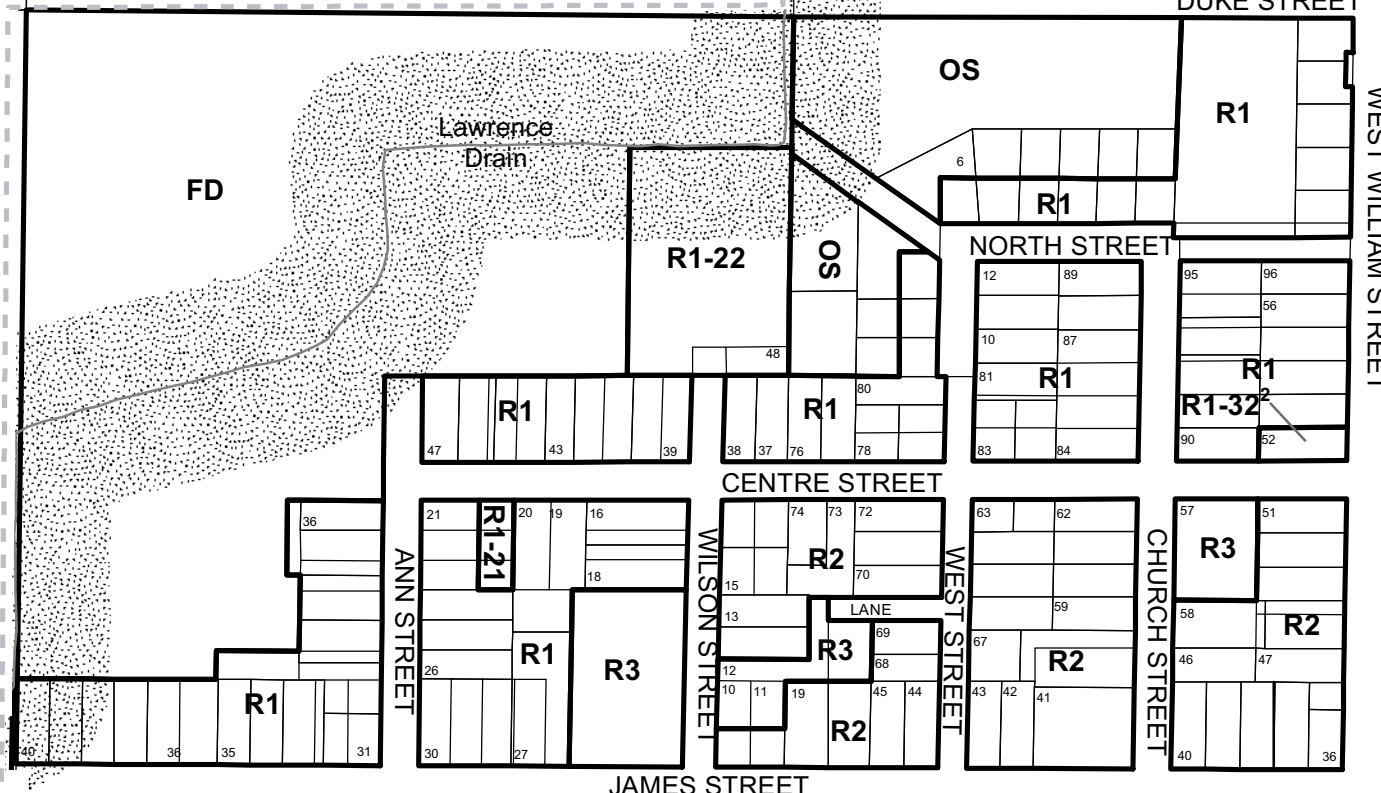 DUKE STREET
OS
R1
WEST WILLIAM STREET
Lawrence
Drain
6
FD
R1
NORTH STREET
R1-22
OS
12
89
95
96
56
10
87
48
81
R1
R1
R1-32²
80
R1
R1
47
43
39
38
37
76
78
83
84
90
52
CENTRE STREET
36
21
R1-21
20
19
16
74
73
72
63
62
57
51
R3
R2
18
15
70
ANN STREET
WILSON STREET
WEST STREET
CHURCH STREET
13
LANE
59
58
R2
69
67
R1
R3
R3
R2
26
12
68
46
47
10
11
19
45
44
43
42
41
R1
R2
40
36
35
31
30
27
40
36
JAMES STREET